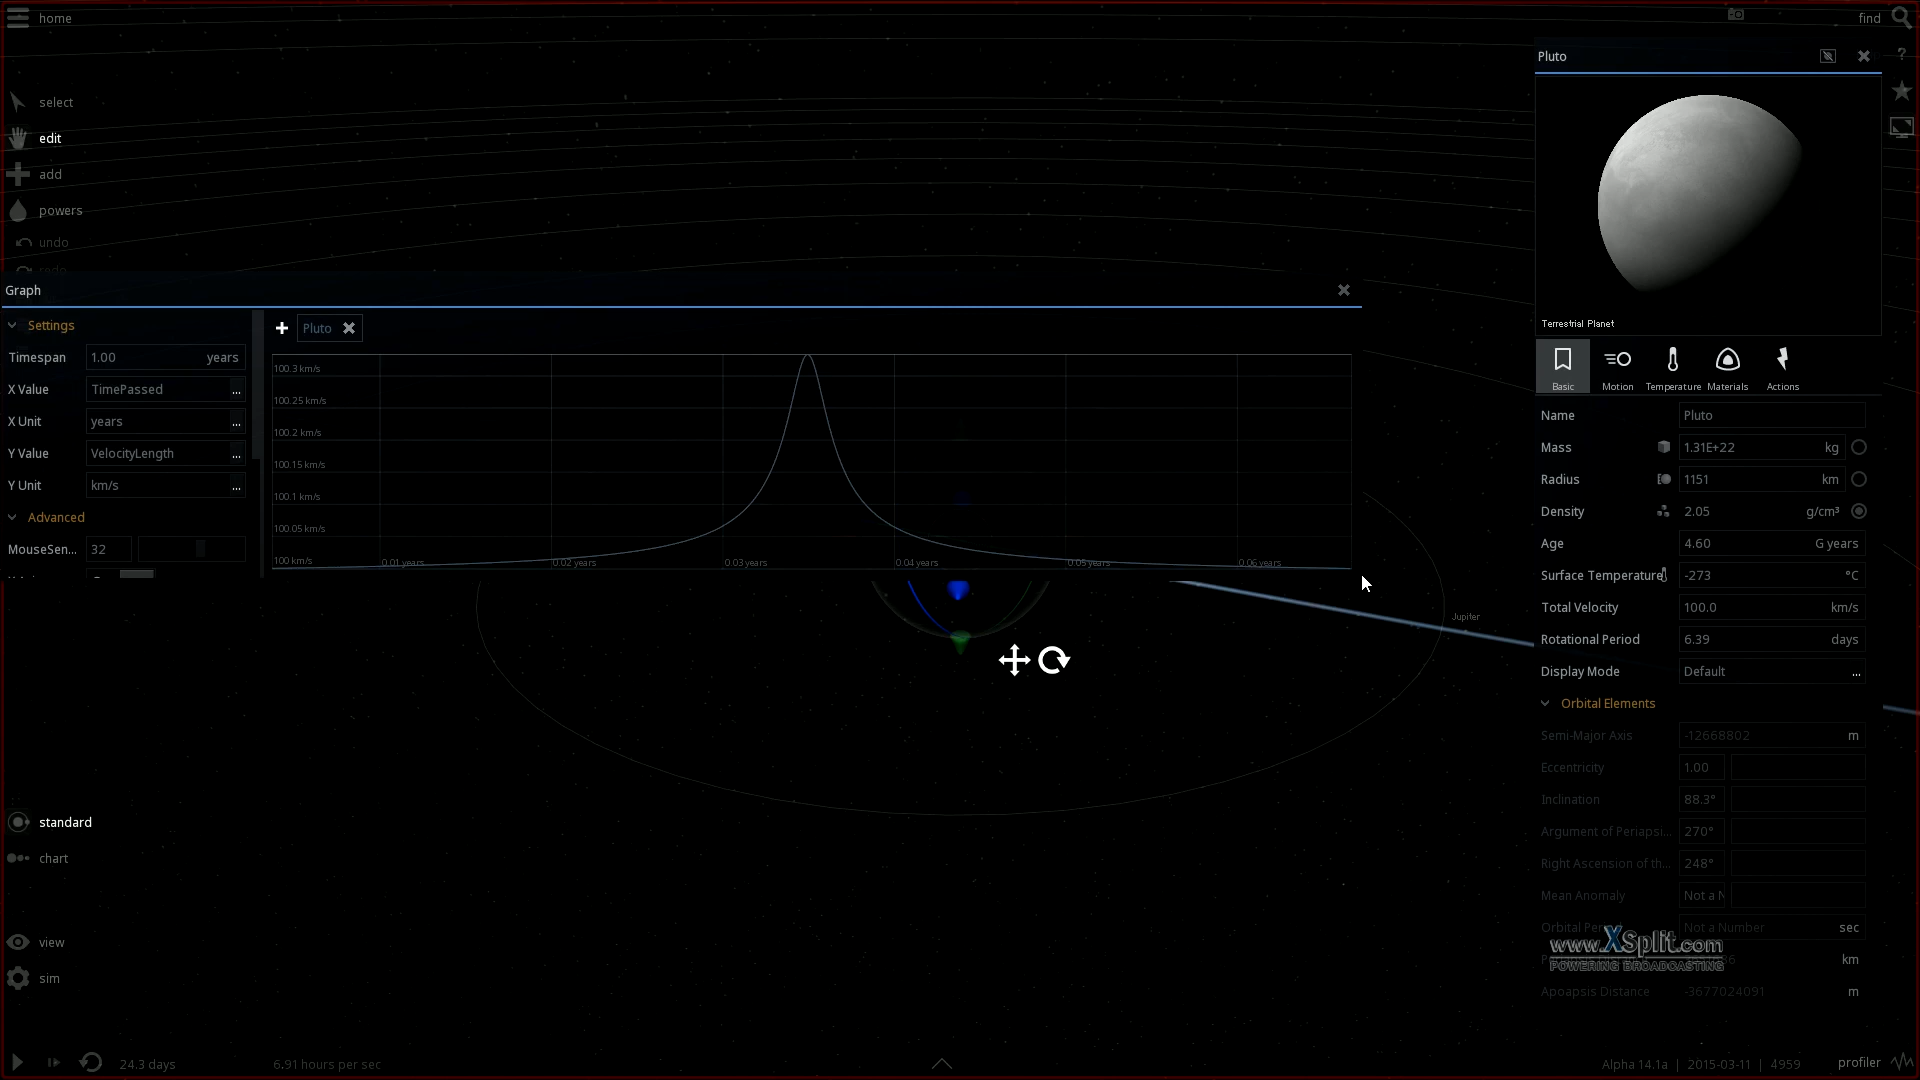 home
find
Pluto
?
select
edit
add
powers
undo
redo
Graph
Terrestrial Planet
Settings
Pluto
Timespan 1.00 years
X Value TimePassed ...
X Unit years ...
Y Value VelocityLength ...
Y Unit km/s ...
Advanced
MouseSen... 32
100.3 km/s
100.25 km/s
100.2 km/s
100.15 km/s
100.1 km/s
100.05 km/s
100 km/s
0.01 years 0.02 years 0.03 years 0.04 years 0.05 years 0.06 years
Basic Motion Temperature Materials Actions
Name Pluto
Mass 1.31E+22 kg
Radius 1151 km
Density 2.05 g/cm³
Age 4.60 G years
Surface Temperature -273 °C
Total Velocity 100.0 km/s
Rotational Period 6.39 days
Display Mode Default ...
Orbital Elements
Semi-Major Axis -12668802 m
Eccentricity 1.00
Inclination 88.3°
Argument of Periapsi... 270°
Right Ascension of th... 248°
Mean Anomaly Not a N
Orbital Pe Not a Number sec
km
Apoapsis Distance -3677024091 m
Jupiter
www.XSplit.com
POWERING BROADCASTING
standard
chart
view
sim
24.3 days
6.91 hours per sec
Alpha 14.1a | 2015-03-11 | 4959
profiler